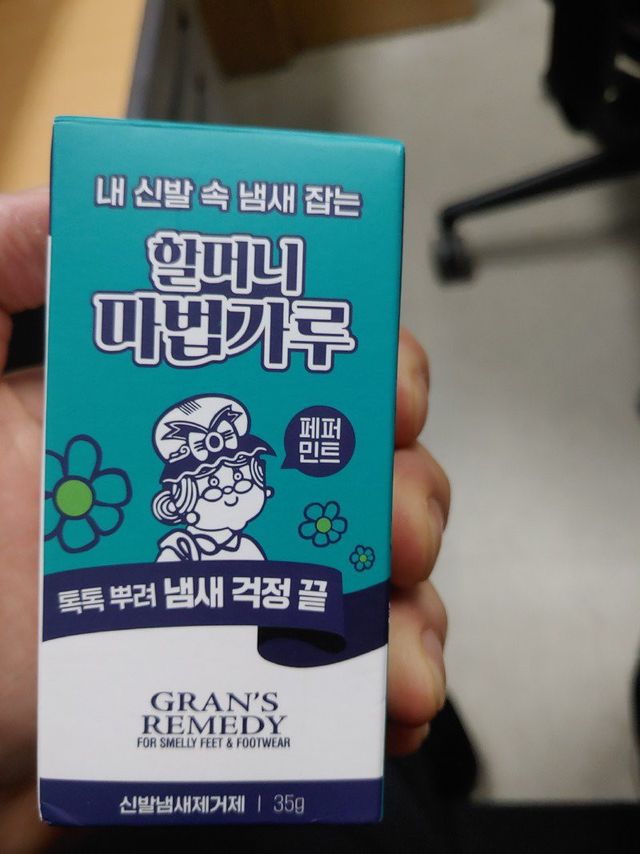 내 신발 속 냄새 잡는
할머니
마법가루
페퍼
민트
톡톡 뿌려 냄새 걱정 끝
GRAN'S
REMEDY
FOR SMELLY FEET & FOOTWEAR
신발냄새제거제 | 35g